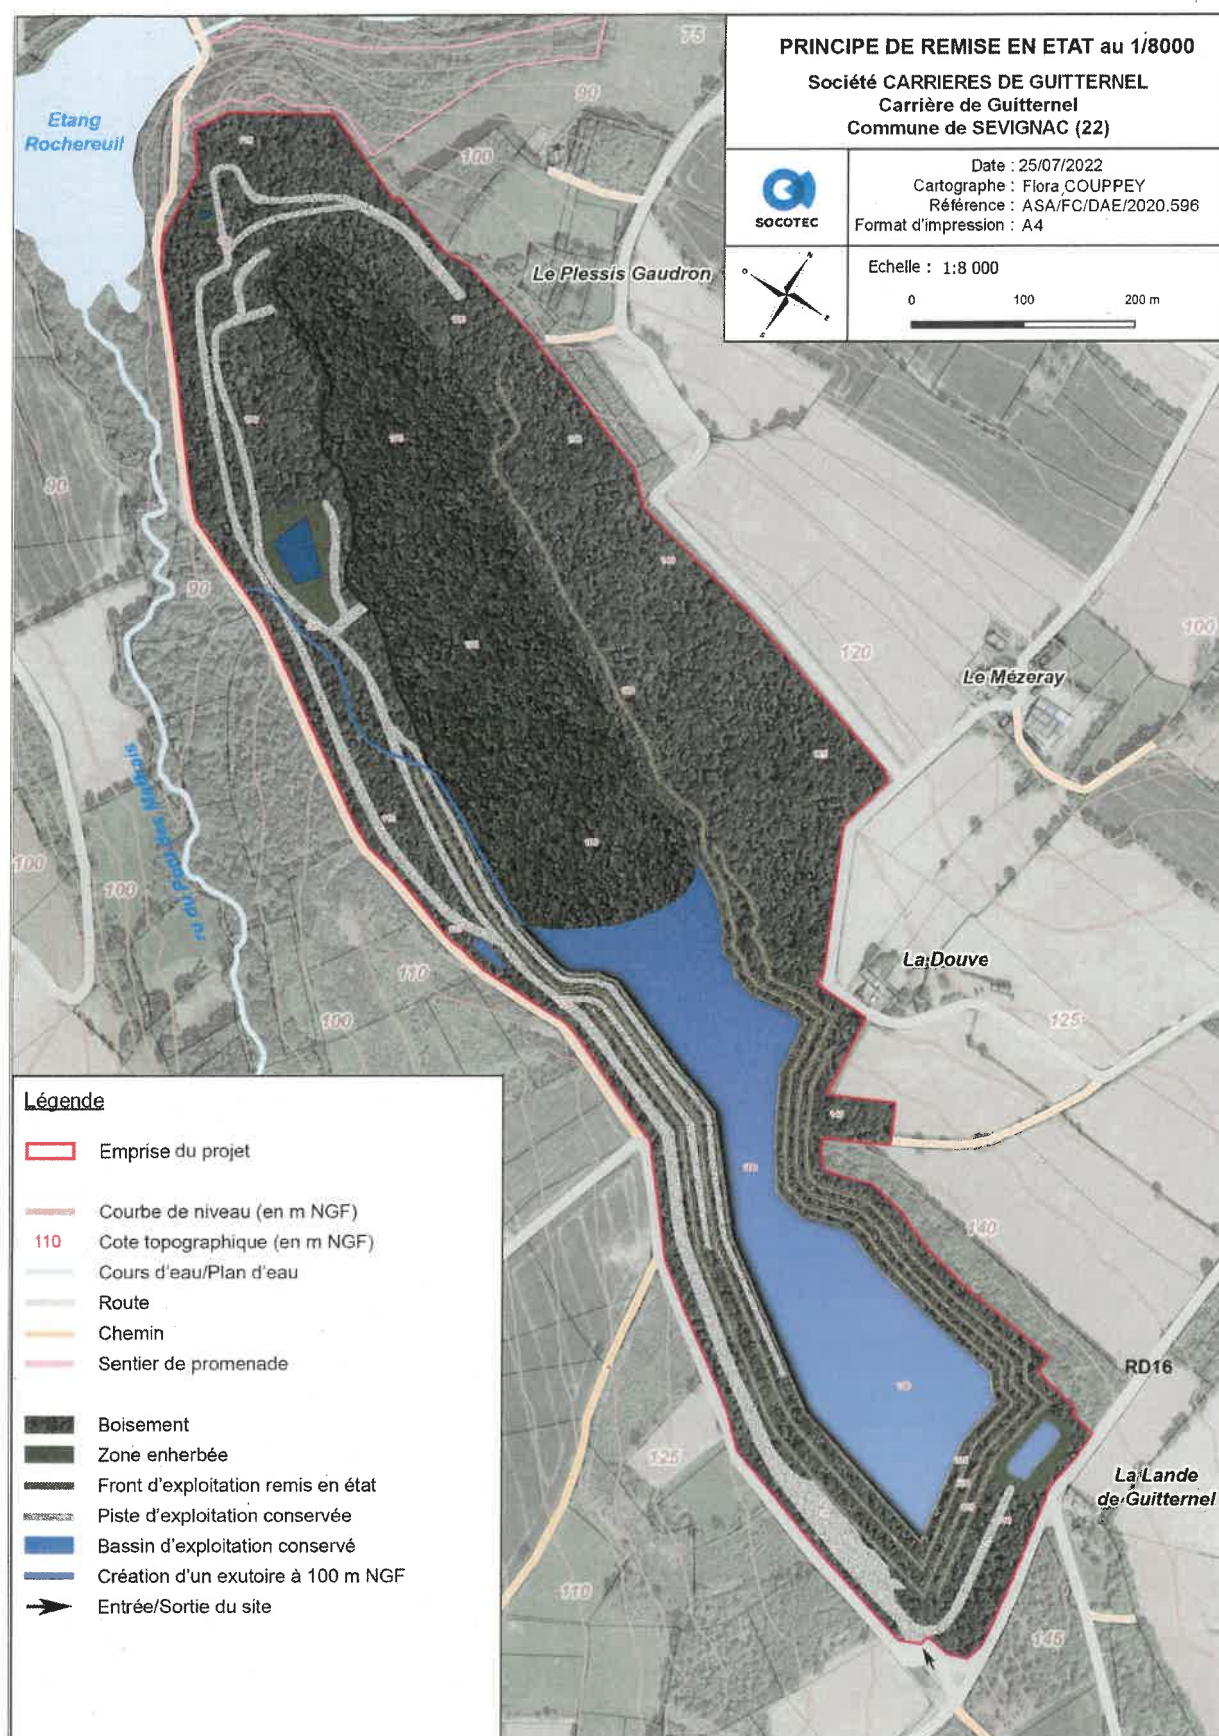 PRINCIPE DE REMISE EN ETAT au 1/8000
Société CARRIERES DE GUITTERNEL
Carrière de Guitternel
Commune de SEVIGNAC (22)
SOCOTEC
Date : 25/07/2022
Cartographe : Flora COUPPEY
Référence : ASA/FC/DAE/2020.596
Format d'impression : A4
N
O
E
S
Echelle : 1:8 000
0 100 200 m
75
90
Etang
Rochereuil
100
Le Plessis Gaudron
90
90
120
100
Le Mézeray
100
100
110
100
La Douve
125
140
RD16
125
La Lande
de Guitternel
110
145
Légende
Emprise du projet
Courbe de niveau (en m NGF)
110 Cote topographique (en m NGF)
Cours d'eau/Plan d'eau
Route
Chemin
Sentier de promenade
Boisement
Zone enherbée
Front d'exploitation remis en état
Piste d'exploitation conservée
Bassin d'exploitation conservé
Création d'un exutoire à 100 m NGF
Entrée/Sortie du site